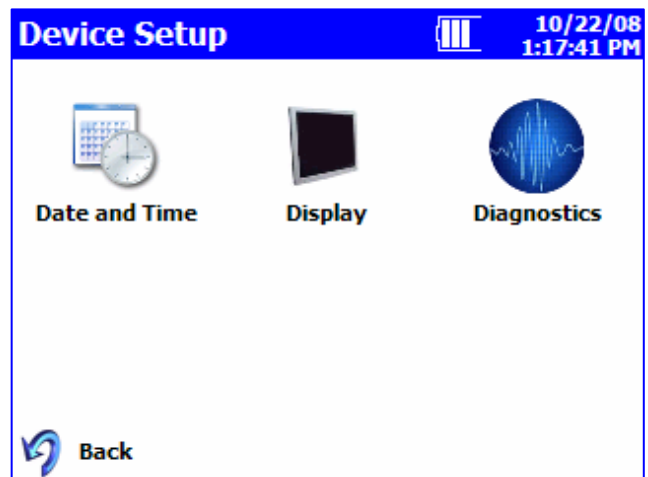 Device Setup
10/22/08
1:17:41 PM
Date and Time
Display
Diagnostics
Back